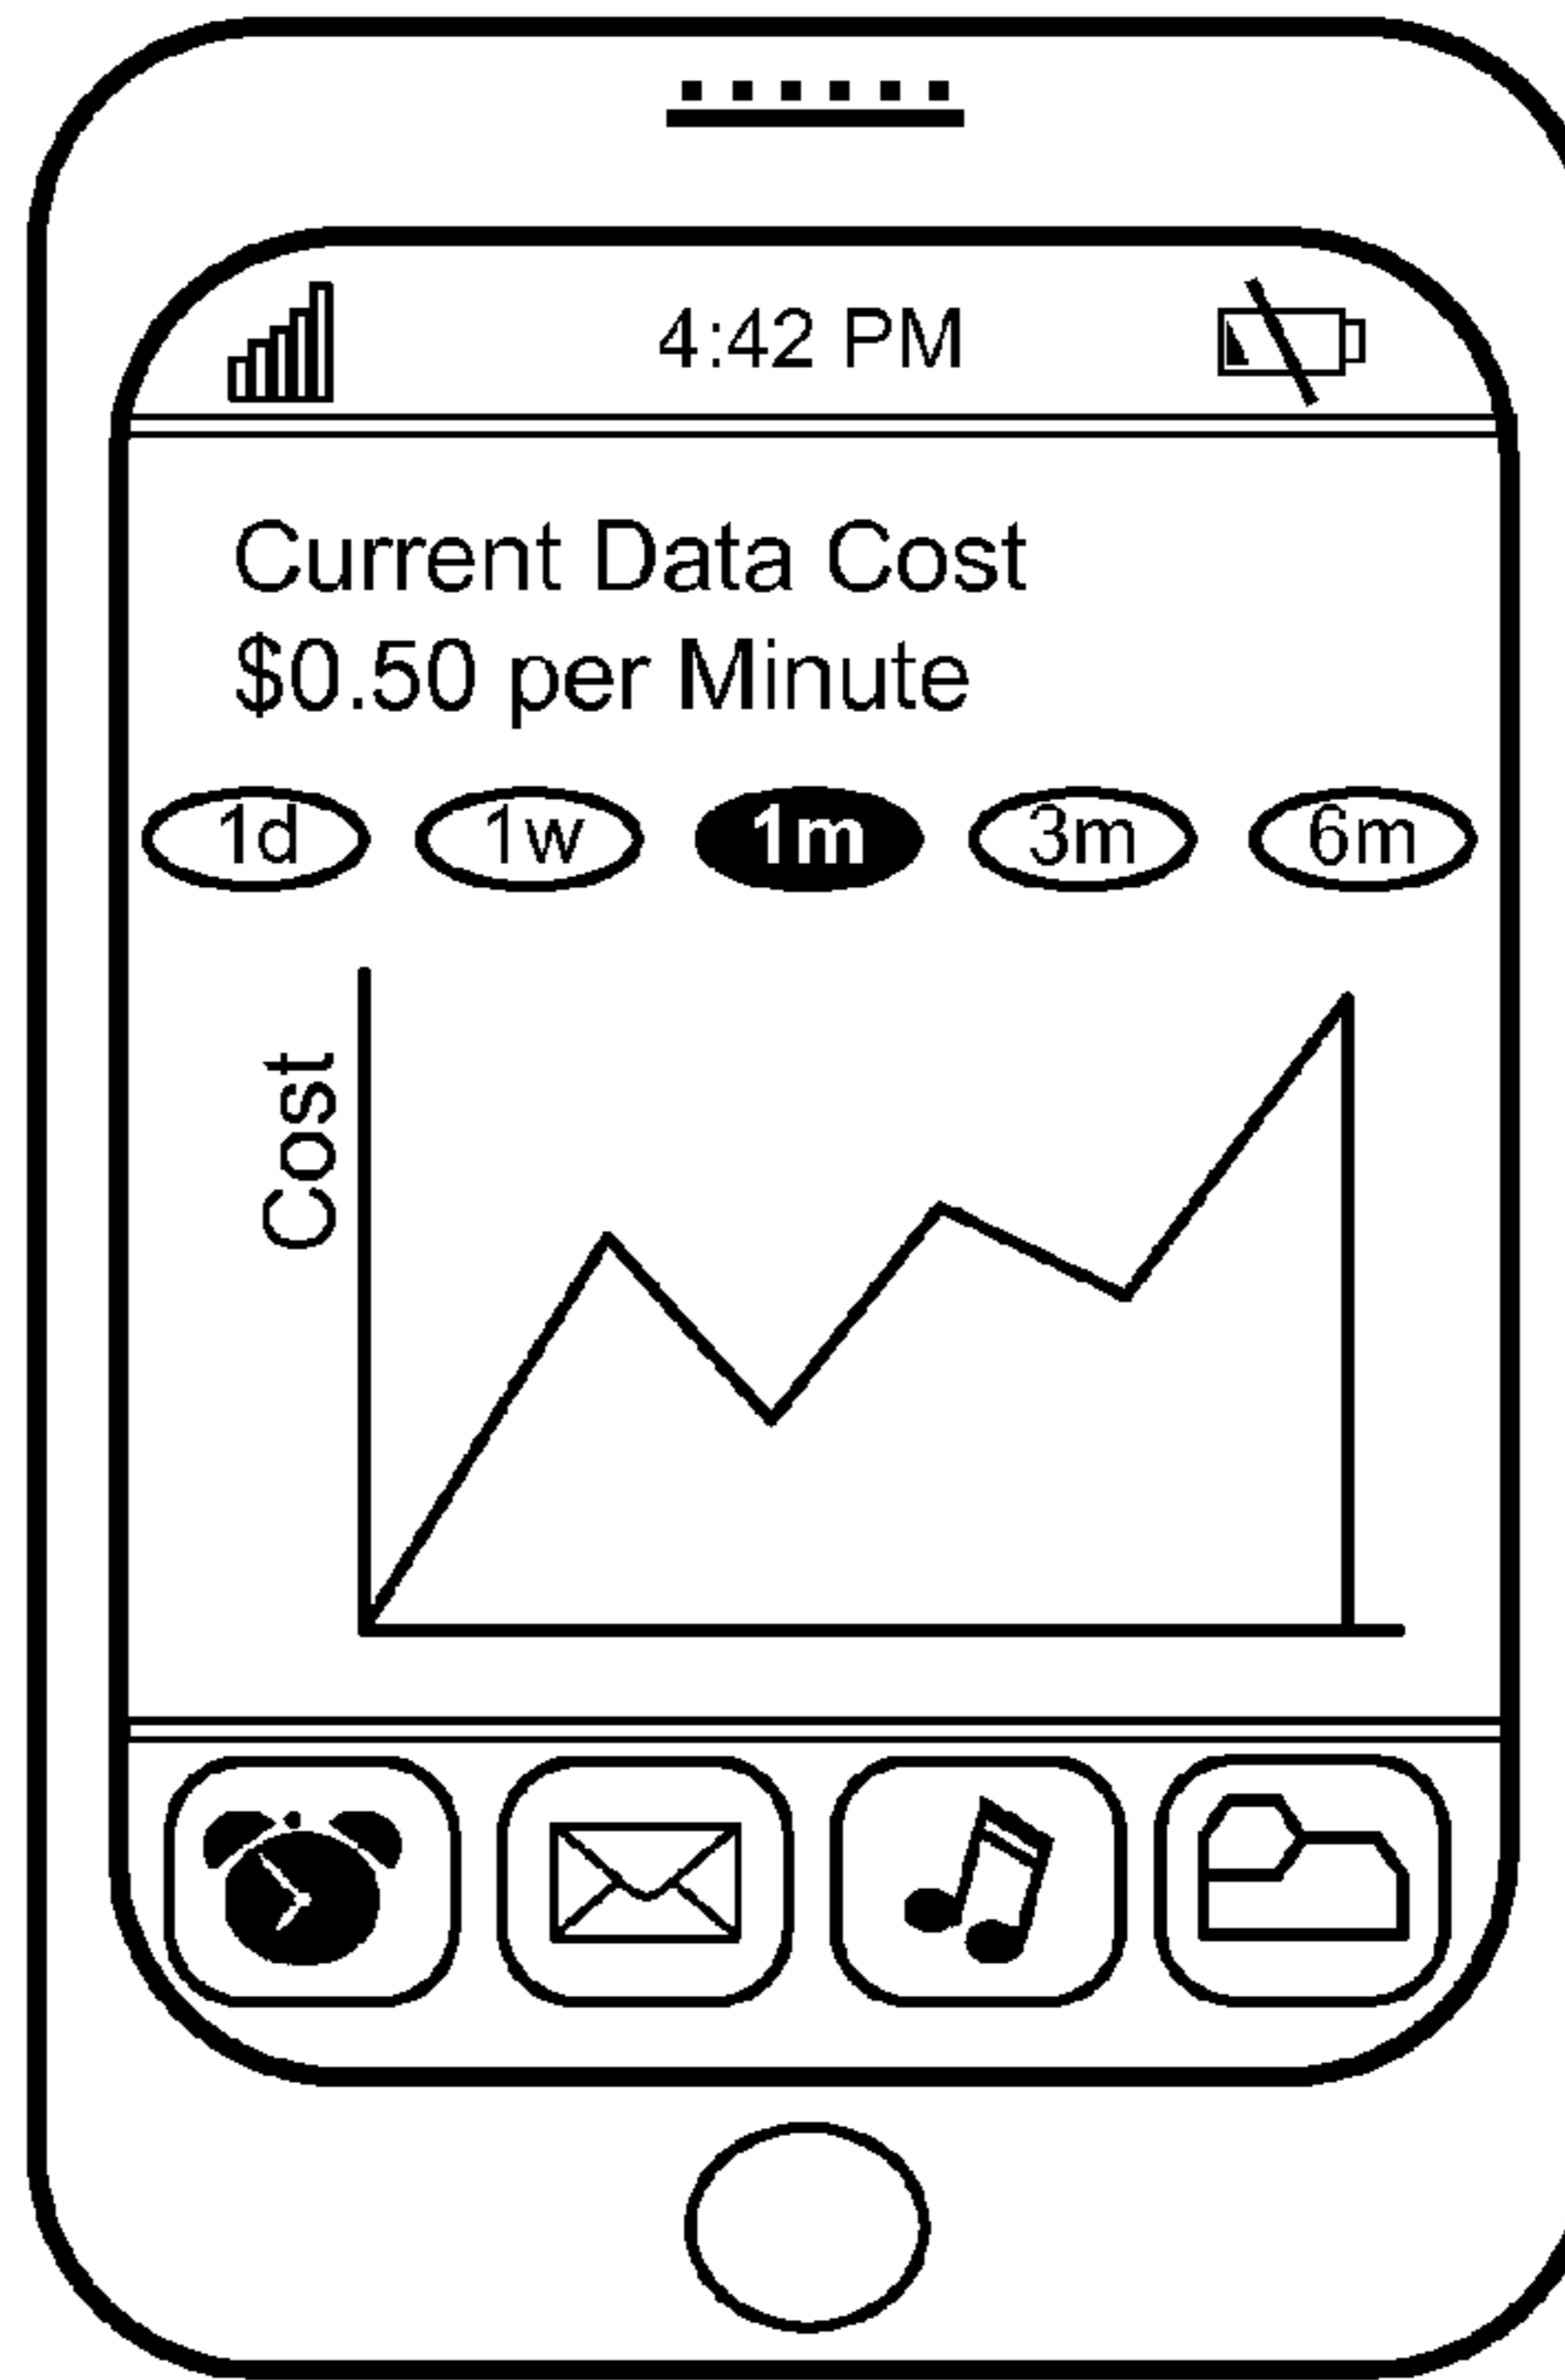 4:42 PM
Current Data Cost
$0.50 per Minute
1d 1w 1m 3m 6m
Cost